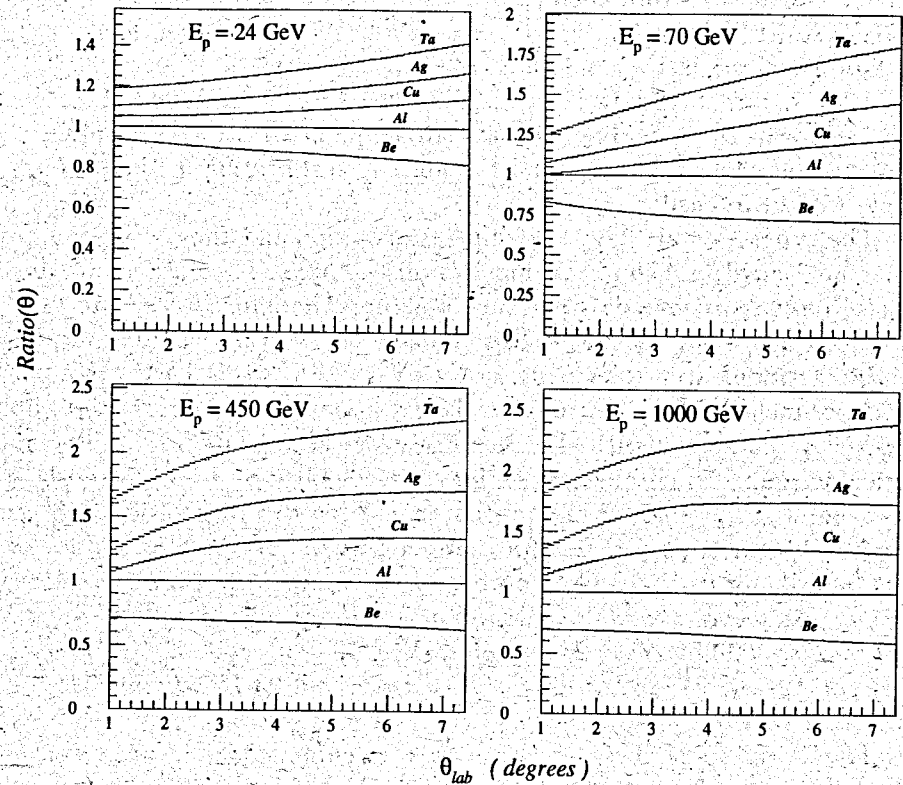 E_p = 24 GeV
Ta
Ag
Cu
Al
Be
1.4
1.2
1
0.8
0.6
0.4
0.2
0
1 2 3 4 5 6 7
E_p = 70 GeV
Ta
Ag
Cu
Al
Be
2
1.75
1.5
1.25
1
0.75
0.5
0.25
0
1 2 3 4 5 6 7
Ratio(θ)
E_p = 450 GeV
Ta
Ag
Cu
Al
Be
2.5
2
1.5
1
0.5
0
1 2 3 4 5 6 7
E_p = 1000 GeV
Ta
Ag
Cu
Al
Be
2.5
2
1.5
1
0.5
0
1 2 3 4 5 6 7
θ_lab ( degrees )